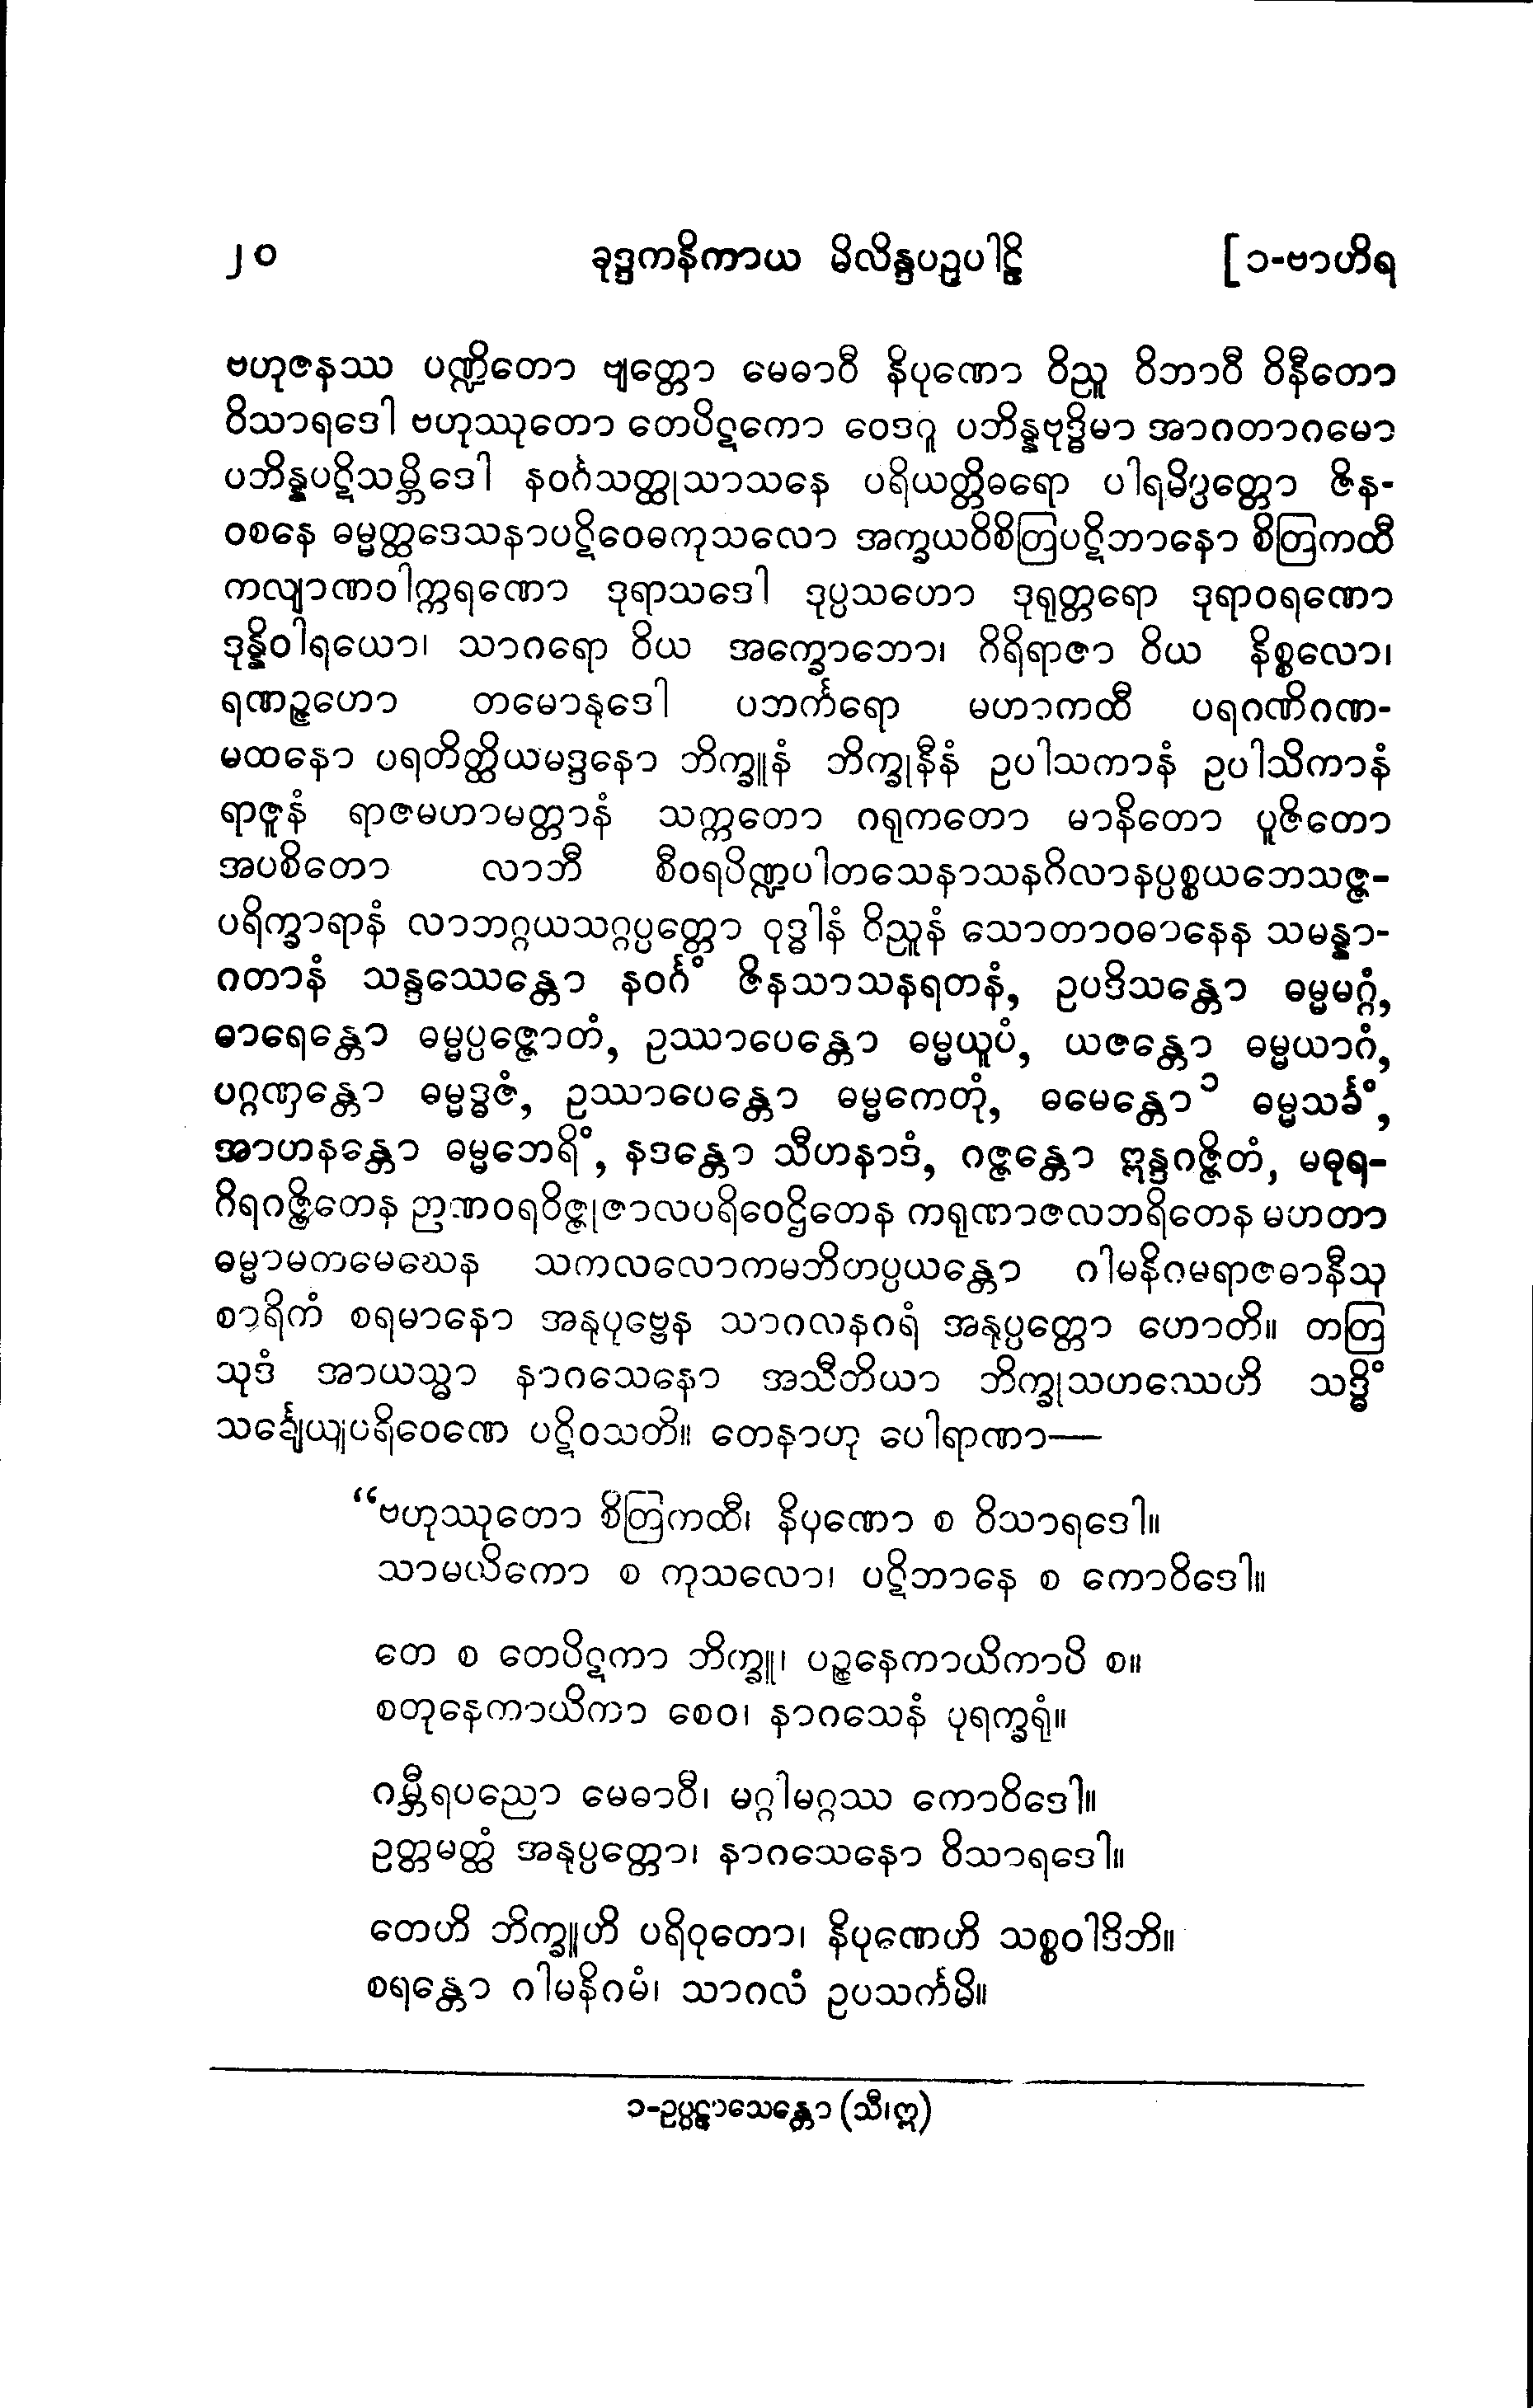 ၂၀ ခုဒ္ဒကနိကာယ မိလိန္ဒပဉှပါဠိ [၁-ဗာဟိရ
ဗဟုဇနဿ ပဏ္ဍိတော ဗျတ္တော မေဓာဝီ နိပုဏော ဝိညူ ဝိဘာဝီ ဝိနီတော
ဝိသာရဒေါ ဗဟုဿုတော တေပိဋကော ဝေဒဂူ ပဘိန္နဗုဒ္ဓိမာ အာဂတာဂမော
ပဘိန္နပဋိသမ္ဘိဒေါ နဝင်္ဂသတ္ထုသာသနေ ပရိယတ္တိဓရော ပါရမိပ္ပတ္တော ဇိန-
ဝစနေ ဓမ္မတ္ထဒေသနာပဋိဝေဓကုသလော အက္ခယဝိစိတြပဋိဘာနော စိတြကထီ
ကလျာဏဝါက္ကရဏော ဒုရာသဒေါ ဒုပ္ပသဟော ဒုရုတ္တရော ဒုရာဝရဏော
ဒုန္နိဝါရယော၊ သာဂရော ဝိယ အက္ခောဘော၊ ဂိရိရာဇာ ဝိယ နိစ္စလော၊
ရဏဉ္ဇဟော တမောနုဒေါ ပဘင်္ကရော မဟာကထီ ပရဂဏိဂဏ-
မထနော ပရတိတ္ထိယမဒ္ဒနော ဘိက္ခူနံ ဘိက္ခုနီနံ ဥပါသကာနံ ဥပါသိကာနံ
ရာဇူနံ ရာဇမဟာမတ္တာနံ သက္ကတော ဂရုကတော မာနိတော ပူဇိတော
အပစိတော လာဘီ စီဝရပိဏ္ဍပါတသေနာသနဂိလာနပ္ပစ္စယဘေသဇ္ဇ-
ပရိက္ခာရာနံ လာဘဂ္ဂယသဂ္ဂပ္ပတ္တော ဝုဒ္ဓါနံ ဝိညူနံ သောတာဝဓာနေန သမန္နာ-
ဂတာနံ သန္ဒဿေန္တော နဝင်္ဂံ ဇိနသာသနရတနံ, ဥပဒိသန္တော ဓမ္မမဂ္ဂံ,
ဓာရေန္တော ဓမ္မပ္ပဇ္ဇောတံ, ဥဿာပေန္တော ဓမ္မယူပံ, ယဇန္တော ဓမ္မယာဂံ,
ပဂ္ဂဏှန္တော ဓမ္မဒ္ဓဇံ, ဥဿာပေန္တော ဓမ္မကေတုံ, ဓမေန္တော ၁ ဓမ္မသင်္ခံ,
အာဟနန္တော ဓမ္မဘေရိံ, နဒန္တော သီဟနာဒံ, ဂဇ္ဇန္တော ဣန္ဒဂဇ္ဇိတံ, မဓုရ-
ဂိရဂဇ္ဇိတေန ဉာဏဝရဝိဇ္ဇုဇာလပရိဝေဌိတေန ကရုဏာဇလဘရိတေန မဟတာ
ဓမ္မာမတမေဃေန သကလလောကမဘိတပ္ပယန္တော ဂါမနိဂမရာဇဓာနီသု
စာရိကံ စရမာနော အနုပုဗ္ဗေန သာဂလနဂရံ အနုပ္ပတ္တော ဟောတိ။ တတြ
သုဒံ အာယသ္မာ နာဂသေနော အသီတိယာ ဘိက္ခုသဟဿေဟိ သဒ္ဓိံ
သင်္ချေယျပရိဝေဏေ ပဋိဝသတိ။ တေနာဟု ပေါရာဏာ—
“ဗဟုဿုတော စိတြကထီ၊ နိပုဏော စ ဝိသာရဒေါ။
သာမယိကော စ ကုသလော၊ ပဋိဘာနေ စ ကောဝိဒေါ။
တေ စ တေပိဋကာ ဘိက္ခူ၊ ပဉ္စနေကာယိကာပိ စ။
စတုနေကာယိကာ စေဝ၊ နာဂသေနံ ပုရက္ခရုံ။
ဂမ္ဘီရပညော မေဓာဝီ၊ မဂ္ဂါမဂ္ဂဿ ကောဝိဒေါ။
ဥတ္တမတ္ထံ အနုပ္ပတ္တော၊ နာဂသေနော ဝိသာရဒေါ။
တေဟိ ဘိက္ခူဟိ ပရိဝုတော၊ နိပုဏေဟိ သစ္စဝါဒိဘိ။
စရန္တော ဂါမနိဂမံ၊ သာဂလံ ဥပသင်္ကမိ။
၁-ဥပ္ပဠာသေန္တော (သီ၊ဣ)